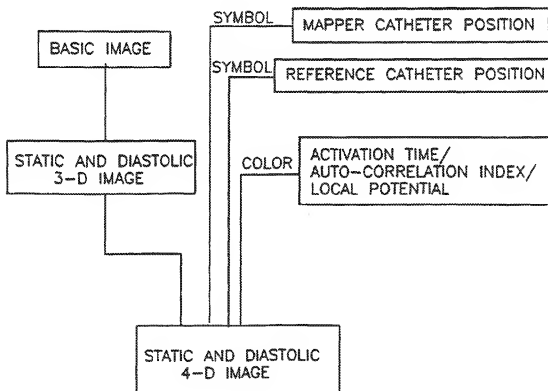 SYMBOL
MAPPER CATHETER POSITION
BASIC IMAGE
SYMBOL
REFERENCE CATHETER POSITION
STATIC AND DIASTOLIC
3-D IMAGE
COLOR
ACTIVATION TIME/
AUTO-CORRELATION INDEX/
LOCAL POTENTIAL
STATIC AND DIASTOLIC
4-D IMAGE